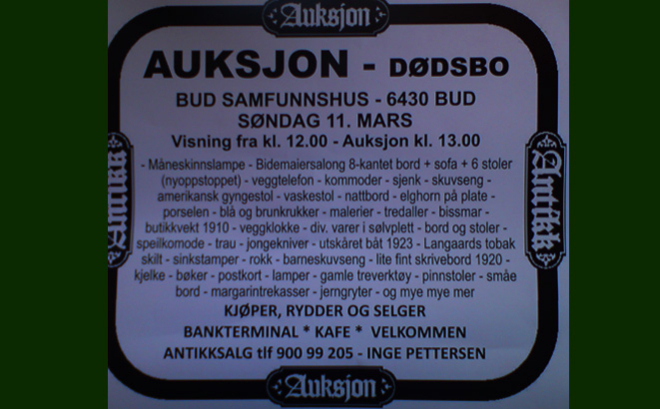 Auksjon
AUKSJON - DØDSBO
BUD SAMFUNNSHUS - 6430 BUD
SØNDAG 11. MARS
Visning fra kl. 12.00 - Auksjon kl. 13.00
- Måneskinnslampe - Bidemaiersalong 8-kantet bord + sofa + 6 stoler
(nyoppstoppet) - veggtelefon - kommoder - sjenk - skuvseng -
amerikansk gyngestol - vaskestol - nattbord - elghorn på plate -
porselen - blå og brunkrukker - malerier - tredaller - bissmar -
butikkvekt 1910 - veggklokke - div. varer i sølvplett - bord og stoler -
speilkomode - trau - jongekniver - utskåret båt 1923 - Langaards tobak
skilt - sinkstamper - rokk - barneskuvseng - lite fint skrivebord 1920 -
kjelke - bøker - postkort - lamper - gamle treverktøy - pinnstoler - småe
bord - margarintrekasser - jerngryter - og mye mye mer
KJØPER, RYDDER OG SELGER
BANKTERMINAL * KAFE * VELKOMMEN
ANTIKKSALG tlf 900 99 205 - INGE PETTERSEN
Antikk
Antikk
Auksjon